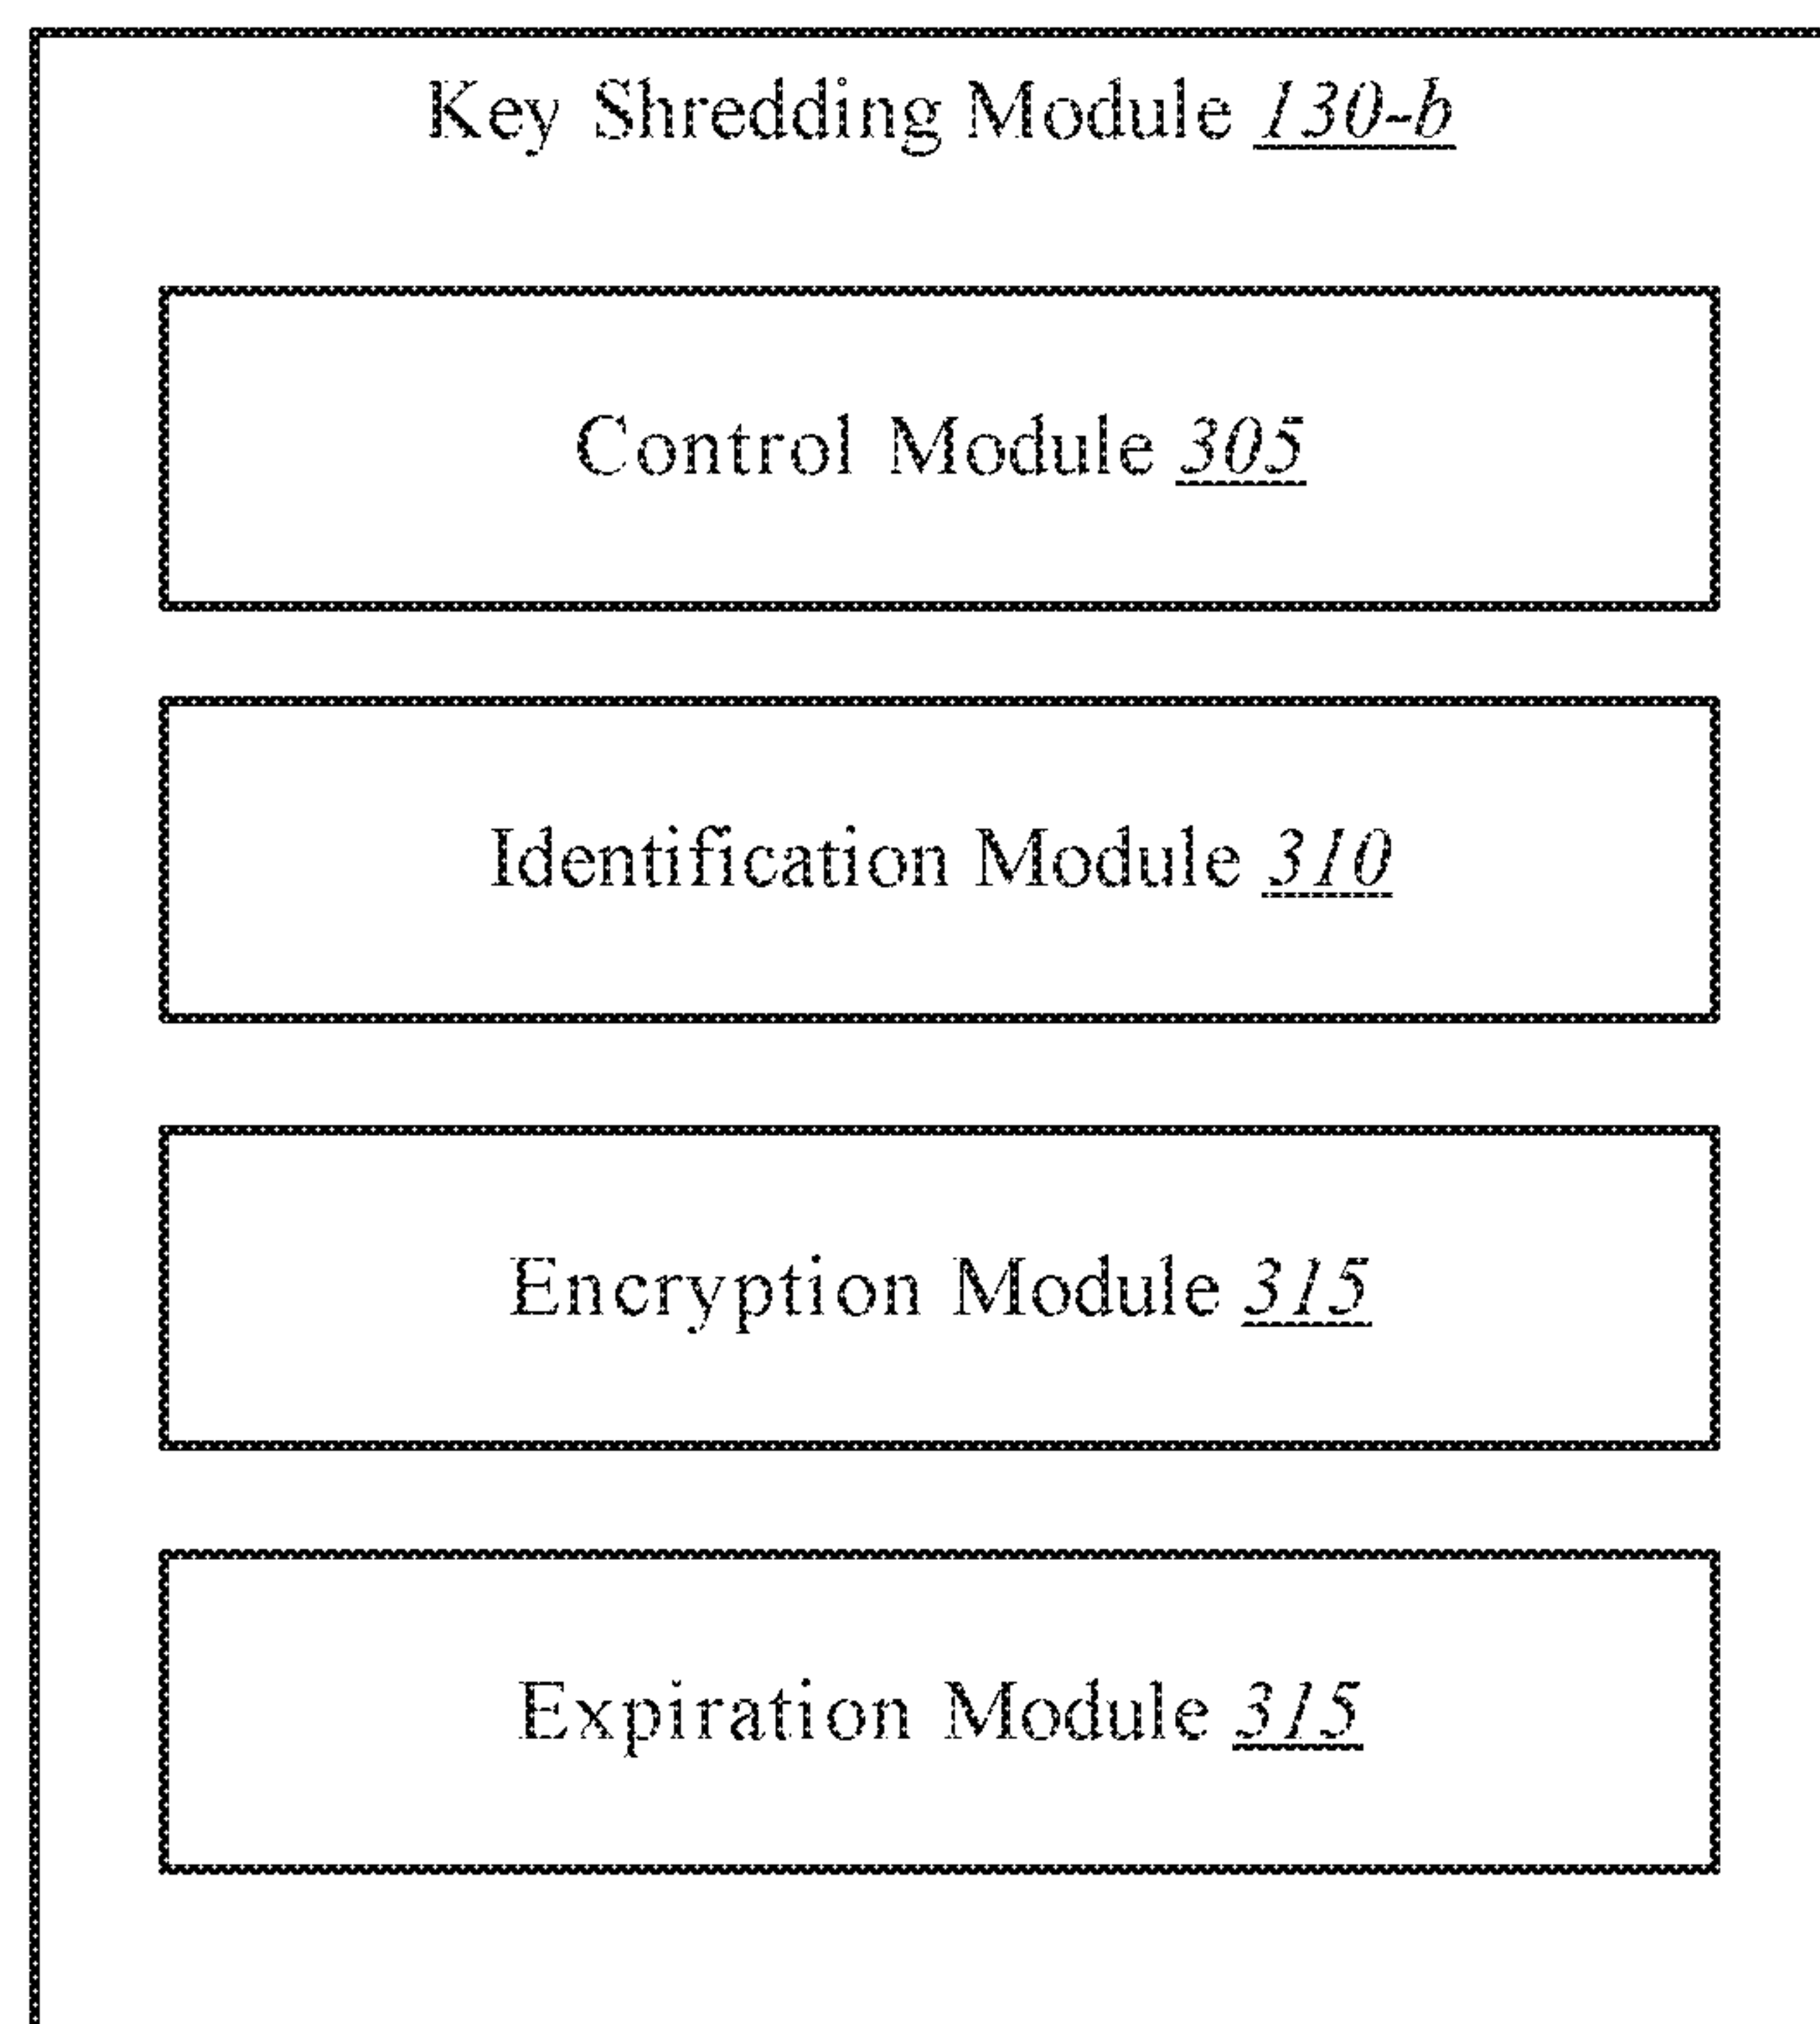 Key Shredding Module 130-b
Control Module 305
Identification Module 310
Encryption Module 315
Expiration Module 315